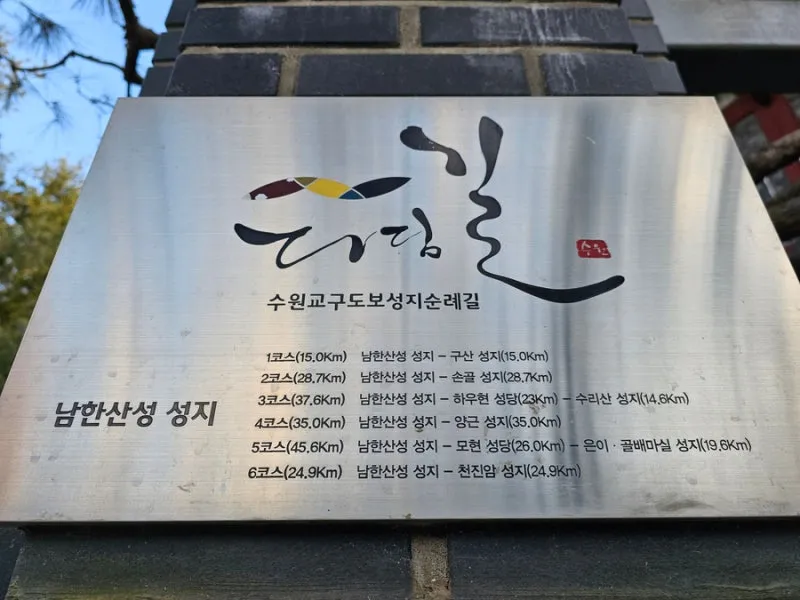 디딤길
수원
수원교구도보성지순례길
남한산성 성지
1코스(15.0Km) 남한산성 성지 – 구산 성지(15.0Km)
2코스(28.7Km) 남한산성 성지 – 손골 성지(28.7Km)
3코스(37.6Km) 남한산성 성지 – 하우현 성당(23Km) – 수리산 성지(14.6Km)
4코스(35.0Km) 남한산성 성지 – 양근 성지(35.0Km)
5코스(45.6Km) 남한산성 성지 – 모현 성당(26.0Km) – 은이 · 골배마실 성지(19.6Km)
6코스(24.9Km) 남한산성 성지 – 천진암 성지(24.9Km)